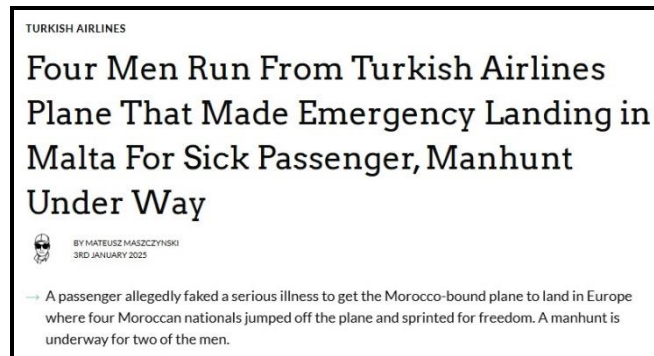 TURKISH AIRLINES
Four Men Run From Turkish Airlines
Plane That Made Emergency Landing in
Malta For Sick Passenger, Manhunt
Under Way
BY MATEUSZ MASZCZYNSKI
3RD JANUARY 2025
→ A passenger allegedly faked a serious illness to get the Morocco-bound plane to land in Europe
where four Moroccan nationals jumped off the plane and sprinted for freedom. A manhunt is
underway for two of the men.